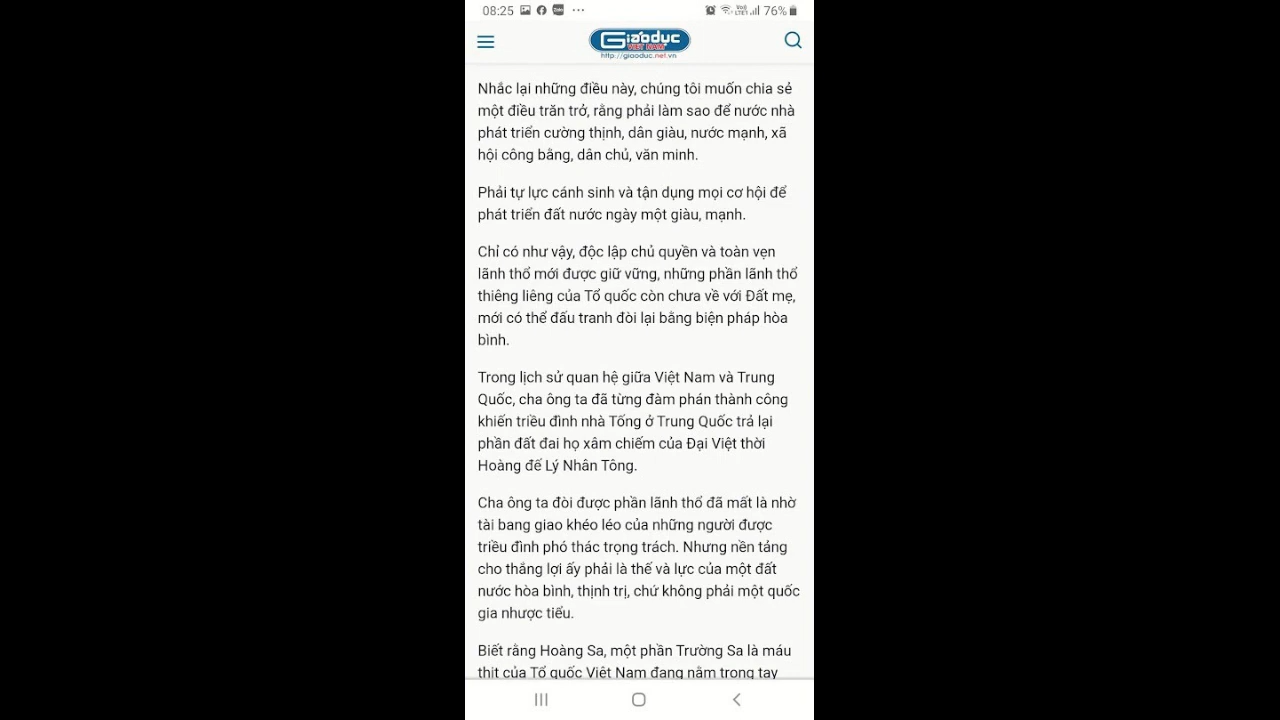 08:25
76%
Giáodục
VIỆT NAM
http://giaoduc.net.vn
Nhắc lại những điều này, chúng tôi muốn chia sẻ
một điều trăn trở, rằng phải làm sao để nước nhà
phát triển cường thịnh, dân giàu, nước mạnh, xã
hội công bằng, dân chủ, văn minh.
Phải tự lực cánh sinh và tận dụng mọi cơ hội để
phát triển đất nước ngày một giàu, mạnh.
Chỉ có như vậy, độc lập chủ quyền và toàn vẹn
lãnh thổ mới được giữ vững, những phần lãnh thổ
thiêng liêng của Tổ quốc còn chưa về với Đất mẹ,
mới có thể đấu tranh đòi lại bằng biện pháp hòa
bình.
Trong lịch sử quan hệ giữa Việt Nam và Trung
Quốc, cha ông ta đã từng đàm phán thành công
khiến triều đình nhà Tống ở Trung Quốc trả lại
phần đất đai họ xâm chiếm của Đại Việt thời
Hoàng đế Lý Nhân Tông.
Cha ông ta đòi được phần lãnh thổ đã mất là nhờ
tài bang giao khéo léo của những người được
triều đình phó thác trọng trách. Nhưng nền tảng
cho thắng lợi ấy phải là thế và lực của một đất
nước hòa bình, thịnh trị, chứ không phải một quốc
gia nhược tiểu.
Biết rằng Hoàng Sa, một phần Trường Sa là máu
thịt của Tổ quốc Việt Nam đang nằm trong tay